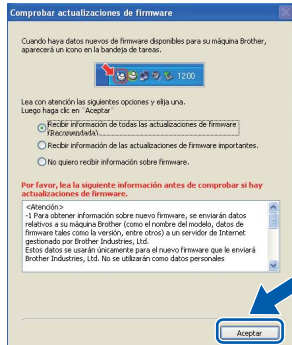 Comprobar actualizaciones de firmware
Cuando haya datos nuevos de firmware disponibles para su máquina Brother,
aparecerá un icono en la bandeja de tareas.
1200
Lea con atención las siguientes opciones y elija una.
Luego haga clic en "Aceptar"
Recibir información de todas las actualizaciones de firmware
(Recomendada).
Recibir información de las actualizaciones de firmware importantes.
No quiero recibir información sobre firmware.
Por favor, lea la siguiente información antes de comprobar si hay
actualizaciones de firmware.
<Atención>
-1 Para obtener información sobre nuevo firmware, se enviarán datos
relativos a su máquina Brother (como el nombre del modelo, datos de
firmware tales como la versión, entre otros) a un servidor de Internet
gestionado por Brother Industries, Ltd.
Estos datos se usarán únicamente para el nuevo firmware que le enviará
Brother Industries, Ltd. No se utilizarán como datos personales
Aceptar